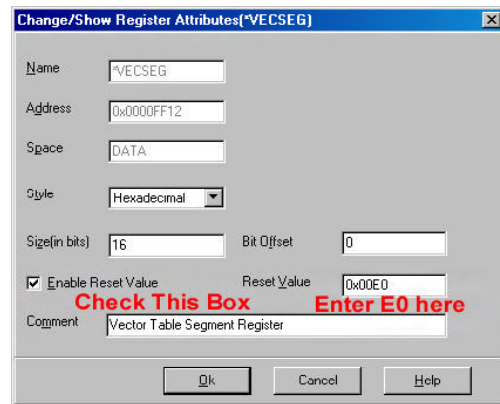 Change/Show Register Attributes(*VECSEG)
Name *VECSEG
Address 0x0000FF12
Space DATA
Style Hexadecimal
Size(in bits) 16 Bit Offset 0
Enable Reset Value Reset Value 0x00E0
Check This Box Enter E0 here
Comment Vector Table Segment Register
Ok Cancel Help